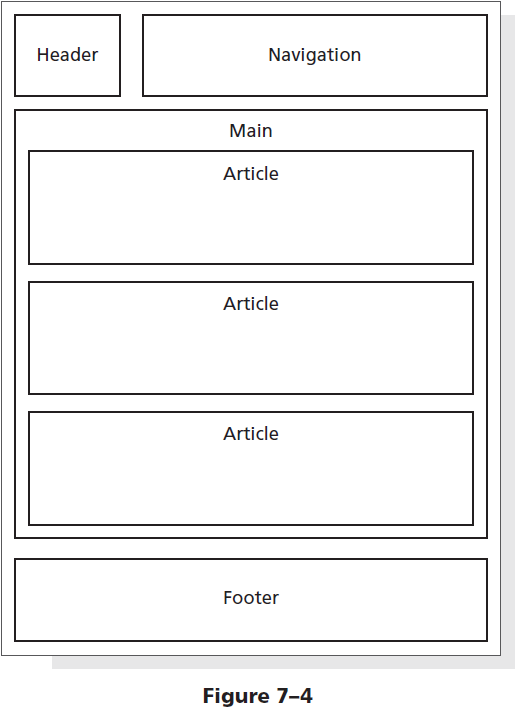 Header
Navigation
Main
Article
Article
Article
Footer
Figure 7–4